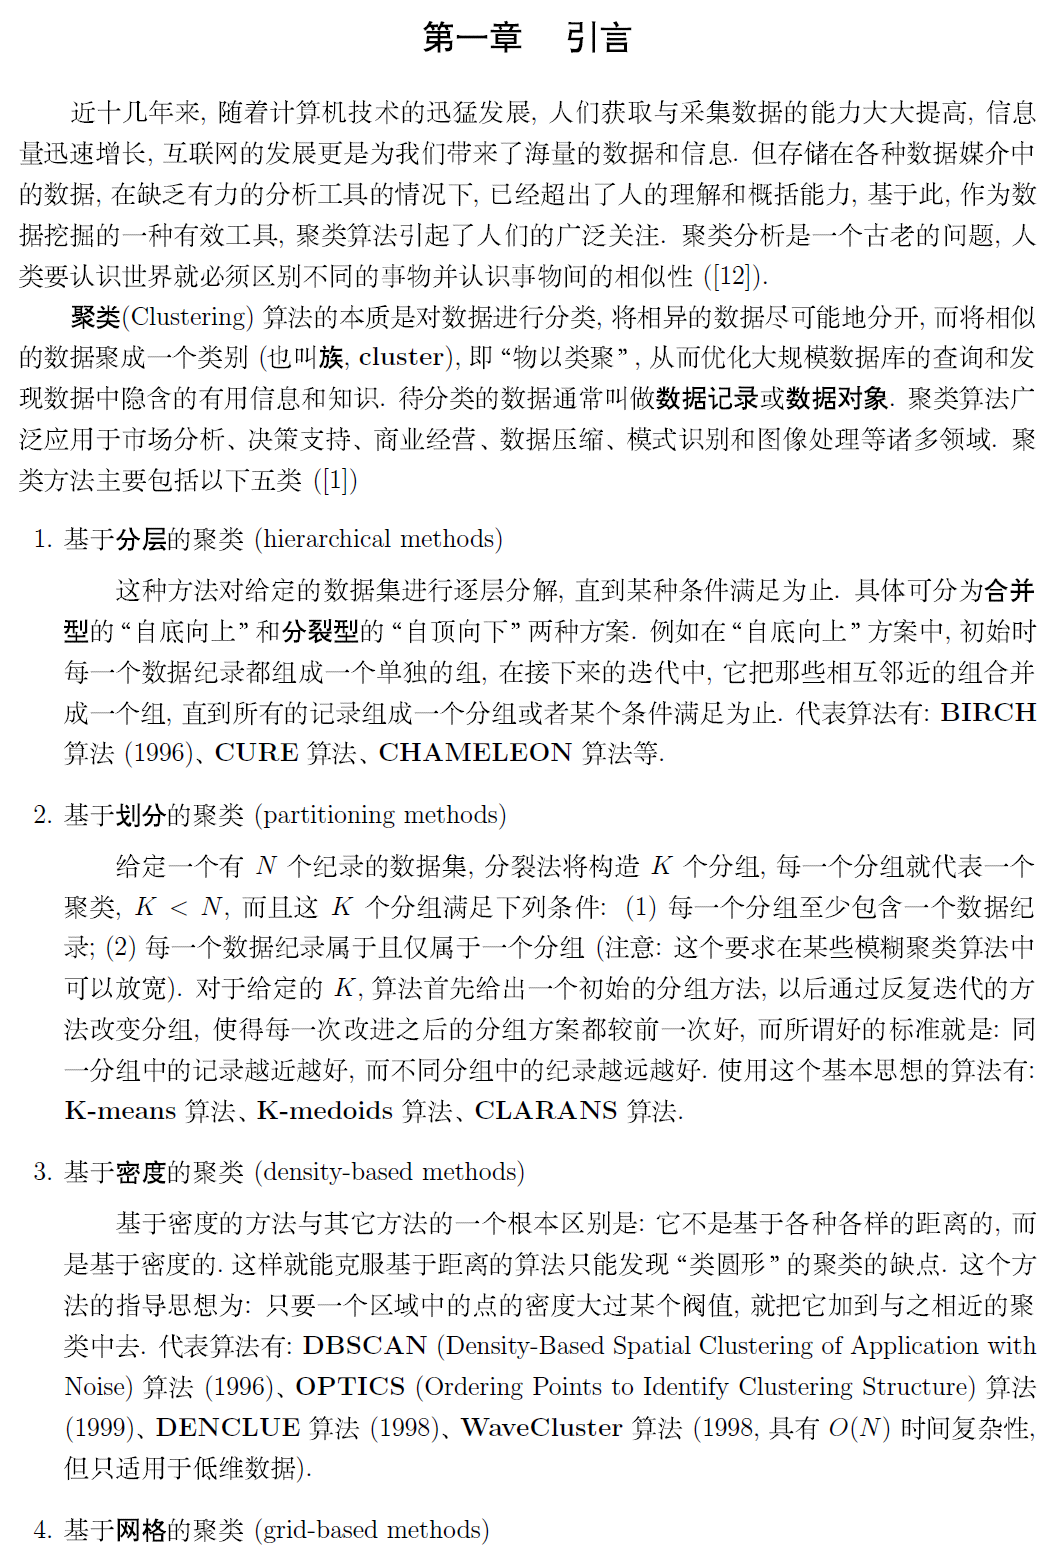 第一章 引言
近十几年来, 随着计算机技术的迅猛发展, 人们获取与采集数据的能力大大提高, 信息
量迅速增长, 互联网的发展更是为我们带来了海量的数据和信息. 但存储在各种数据媒介中
的数据, 在缺乏有力的分析工具的情况下, 已经超出了人的理解和概括能力, 基于此, 作为数
据挖掘的一种有效工具, 聚类算法引起了人们的广泛关注. 聚类分析是一个古老的问题, 人
类要认识世界就必须区别不同的事物并认识事物间的相似性 ([12]).
聚类(Clustering) 算法的本质是对数据进行分类, 将相异的数据尽可能地分开, 而将相似
的数据聚成一个类别 (也叫族, cluster), 即 “物以类聚” , 从而优化大规模数据库的查询和发
现数据中隐含的有用信息和知识. 待分类的数据通常叫做数据记录或数据对象. 聚类算法广
泛应用于市场分析、决策支持、商业经营、数据压缩、模式识别和图像处理等诸多领域. 聚
类方法主要包括以下五类 ([1])
1. 基于分层的聚类 (hierarchical methods)
这种方法对给定的数据集进行逐层分解, 直到某种条件满足为止. 具体可分为合并
型的 “自底向上” 和分裂型的 “自顶向下” 两种方案. 例如在 “自底向上” 方案中, 初始时
每一个数据纪录都组成一个单独的组, 在接下来的迭代中, 它把那些相互邻近的组合并
成一个组, 直到所有的记录组成一个分组或者某个条件满足为止. 代表算法有: BIRCH
算法 (1996)、CURE 算法、CHAMELEON 算法等.
2. 基于划分的聚类 (partitioning methods)
给定一个有 N 个纪录的数据集, 分裂法将构造 K 个分组, 每一个分组就代表一个
聚类, K < N, 而且这 K 个分组满足下列条件: (1) 每一个分组至少包含一个数据纪
录; (2) 每一个数据纪录属于且仅属于一个分组 (注意: 这个要求在某些模糊聚类算法中
可以放宽). 对于给定的 K, 算法首先给出一个初始的分组方法, 以后通过反复迭代的方
法改变分组, 使得每一次改进之后的分组方案都较前一次好, 而所谓好的标准就是: 同
一分组中的记录越近越好, 而不同分组中的纪录越远越好. 使用这个基本思想的算法有:
K-means 算法、K-medoids 算法、CLARANS 算法.
3. 基于密度的聚类 (density-based methods)
基于密度的方法与其它方法的一个根本区别是: 它不是基于各种各样的距离的, 而
是基于密度的. 这样就能克服基于距离的算法只能发现 “类圆形” 的聚类的缺点. 这个方
法的指导思想为: 只要一个区域中的点的密度大过某个阀值, 就把它加到与之相近的聚
类中去. 代表算法有: DBSCAN (Density-Based Spatial Clustering of Application with
Noise) 算法 (1996)、OPTICS (Ordering Points to Identify Clustering Structure) 算法
(1999)、DENCLUE 算法 (1998)、WaveCluster 算法 (1998, 具有 O(N) 时间复杂性,
但只适用于低维数据).
4. 基于网格的聚类 (grid-based methods)